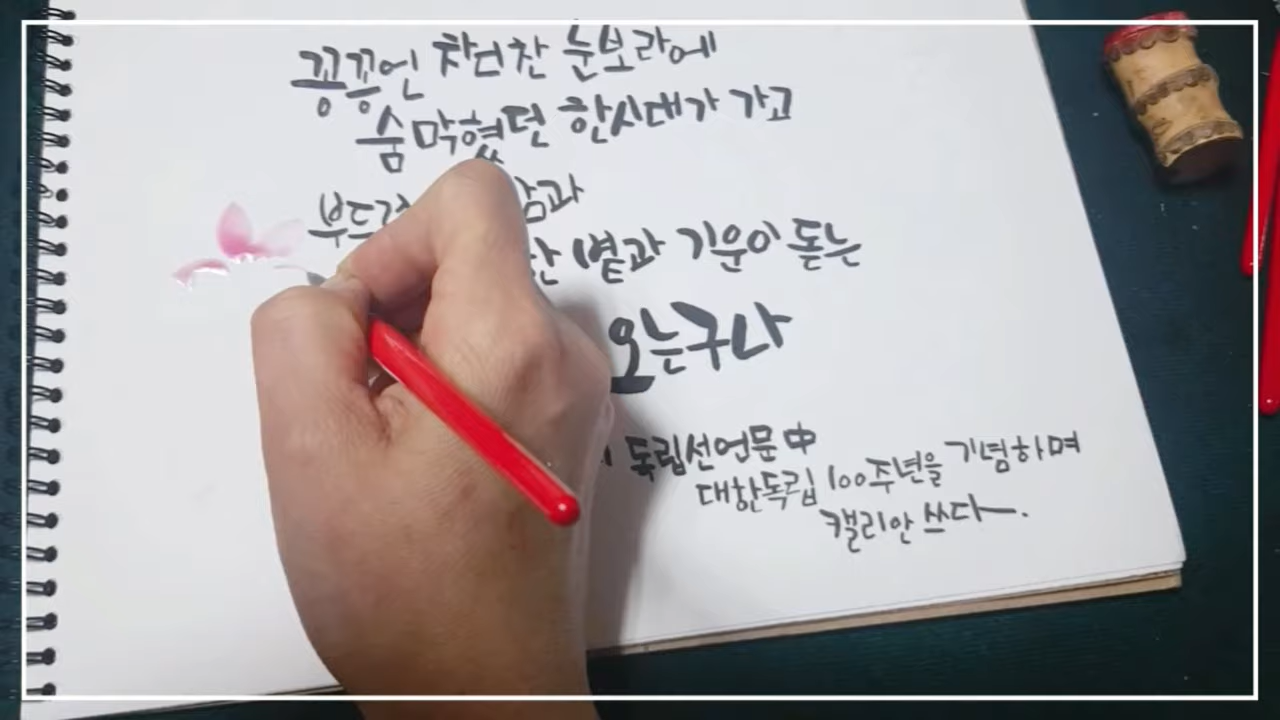 꽁꽁언 차디찬 눈보라에
숨막혔던 한시대가 가고
부드러
볕과 기운이 돋는
오는구나
독립선언문 中
대한독립 100주년을 기념하며
캘리안 쓰다.